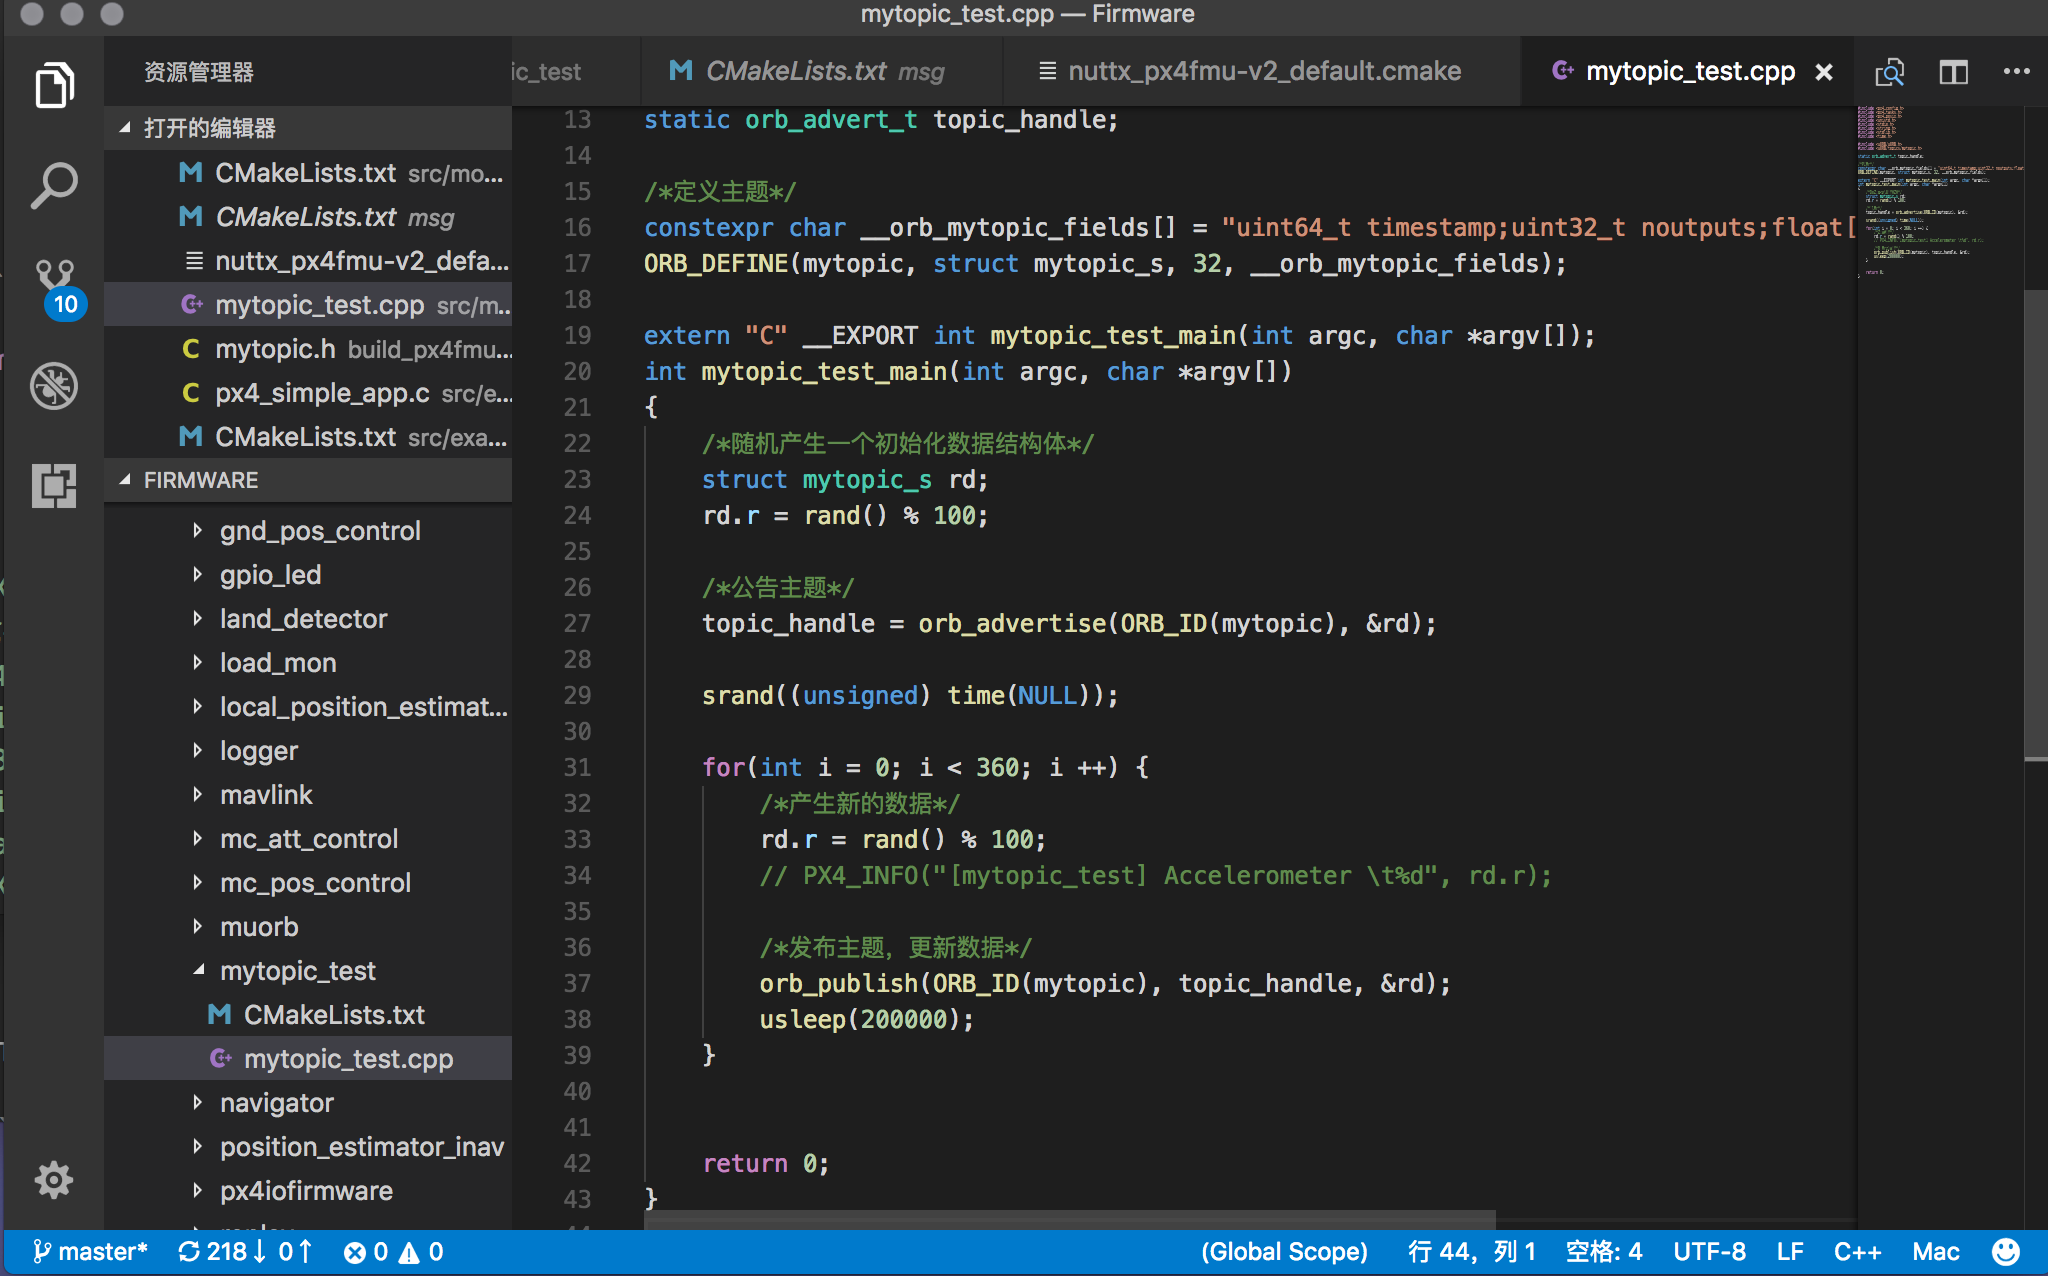 mytopic_test.cpp — Firmware
资源管理器
打开的编辑器
CMakeLists.txt src/mo...
CMakeLists.txt msg
nuttx_px4fmu-v2_defa...
mytopic_test.cpp src/m...
mytopic.h build_px4fmu...
px4_simple_app.c src/e...
CMakeLists.txt src/exa...
FIRMWARE
gnd_pos_control
gpio_led
land_detector
load_mon
local_position_estimat...
logger
mavlink
mc_att_control
mc_pos_control
muorb
mytopic_test
CMakeLists.txt
mytopic_test.cpp
navigator
position_estimator_inav
px4iofirmware
10
ic_test CMakeLists.txt msg nuttx_px4fmu-v2_default.cmake mytopic_test.cpp
13 static orb_advert_t topic_handle;
14
15 /*定义主题*/
16 constexpr char __orb_mytopic_fields[] = "uint64_t timestamp;uint32_t noutputs;float[
17 ORB_DEFINE(mytopic, struct mytopic_s, 32, __orb_mytopic_fields);
18
19 extern "C" __EXPORT int mytopic_test_main(int argc, char *argv[]);
20 int mytopic_test_main(int argc, char *argv[])
21 {
22 /*随机产生一个初始化数据结构体*/
23 struct mytopic_s rd;
24 rd.r = rand() % 100;
25
26 /*公告主题*/
27 topic_handle = orb_advertise(ORB_ID(mytopic), &rd);
28
29 srand((unsigned) time(NULL));
30
31 for(int i = 0; i < 360; i ++) {
32 /*产生新的数据*/
33 rd.r = rand() % 100;
34 // PX4_INFO("[mytopic_test] Accelerometer \t%d", rd.r);
35
36 /*发布主题，更新数据*/
37 orb_publish(ORB_ID(mytopic), topic_handle, &rd);
38 usleep(200000);
39 }
40
41
42 return 0;
43 }
master* 218↓ 0↑ 0 0 (Global Scope) 行 44，列 1 空格: 4 UTF-8 LF C++ Mac